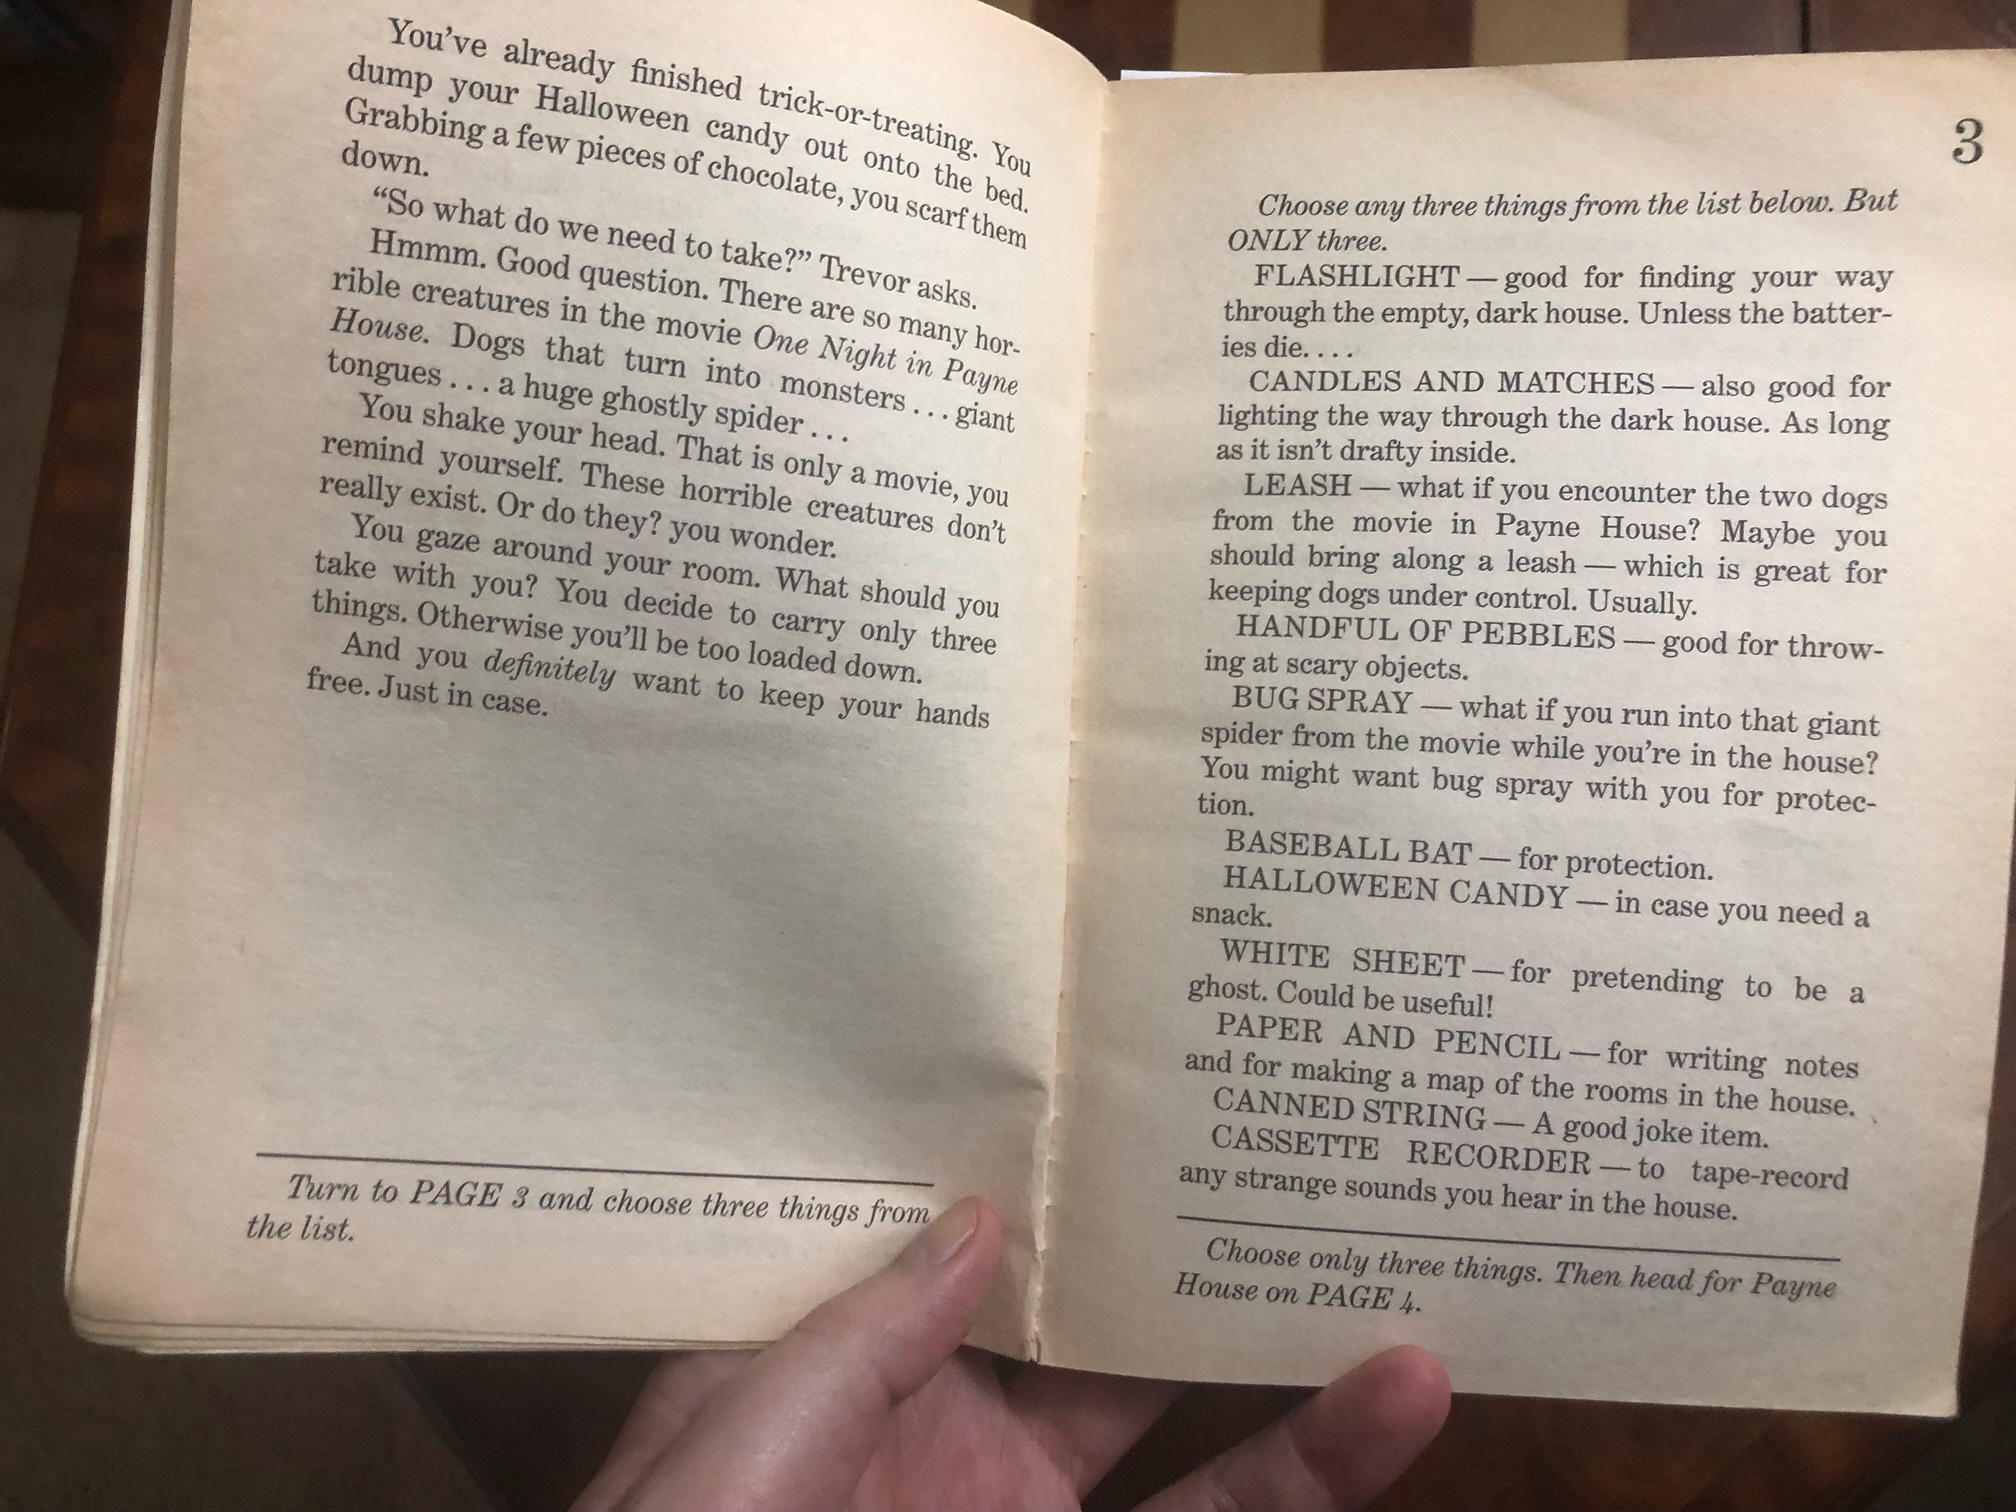 You've already finished trick-or-treating. You
dump your Halloween candy out onto the bed.
Grabbing a few pieces of chocolate, you scarf them
down.
“So what do we need to take?” Trevor asks.
Hmmm. Good question. There are so many hor-
rible creatures in the movie One Night in Payne
House. Dogs that turn into monsters . . . giant
tongues . . . a huge ghostly spider . . .
You shake your head. That is only a movie, you
remind yourself. These horrible creatures don't
really exist. Or do they? you wonder.
You gaze around your room. What should you
take with you? You decide to carry only three
things. Otherwise you'll be too loaded down.
And you definitely want to keep your hands
free. Just in case.
Turn to PAGE 3 and choose three things from
the list.
3
Choose any three things from the list below. But
ONLY three.
FLASHLIGHT — good for finding your way
through the empty, dark house. Unless the batter-
ies die. . . .
CANDLES AND MATCHES — also good for
lighting the way through the dark house. As long
as it isn't drafty inside.
LEASH — what if you encounter the two dogs
from the movie in Payne House? Maybe you
should bring along a leash — which is great for
keeping dogs under control. Usually.
HANDFUL OF PEBBLES — good for throw-
ing at scary objects.
BUG SPRAY — what if you run into that giant
spider from the movie while you're in the house?
You might want bug spray with you for protec-
tion.
BASEBALL BAT — for protection.
HALLOWEEN CANDY — in case you need a
snack.
WHITE SHEET — for pretending to be a
ghost. Could be useful!
PAPER AND PENCIL — for writing notes
and for making a map of the rooms in the house.
CANNED STRING — A good joke item.
CASSETTE RECORDER — to tape-record
any strange sounds you hear in the house.
Choose only three things. Then head for Payne
House on PAGE 4.